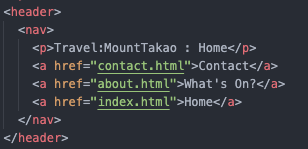 <header>
<nav>
<p>Travel:MountTakao : Home</p>
<a href="contact.html">Contact</a>
<a href="about.html">What's On?</a>
<a href="index.html">Home</a>
</nav>
</header>